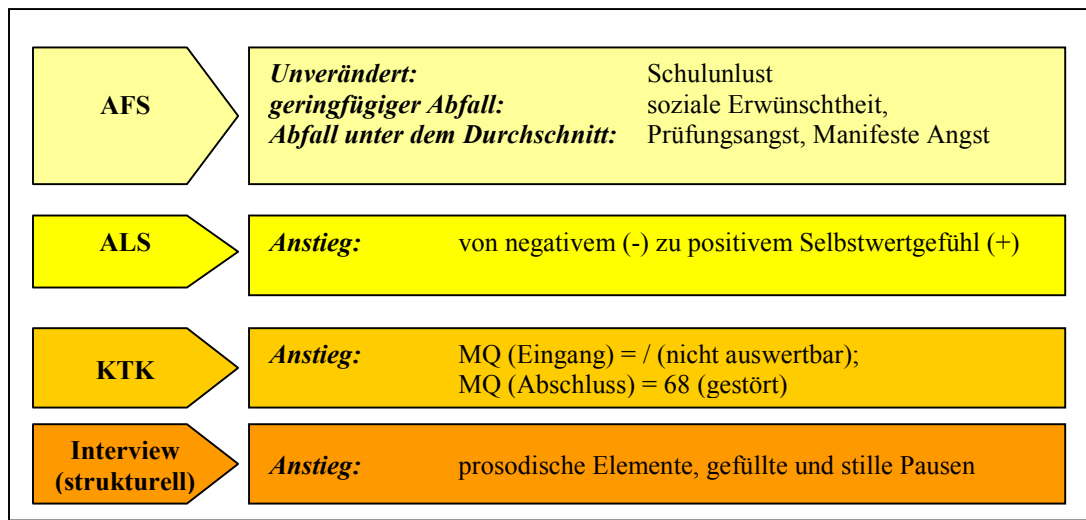 AFS
Unverändert: Schulunlust
geringfügiger Abfall: soziale Erwünschtheit,
Abfall unter dem Durchschnitt: Prüfungsangst, Manifeste Angst
ALS
Anstieg: von negativem (-) zu positivem Selbstwertgefühl (+)
KTK
Anstieg: MQ (Eingang) = / (nicht auswertbar);
MQ (Abschluss) = 68 (gestört)
Interview
(strukturell)
Anstieg: prosodische Elemente, gefüllte und stille Pausen